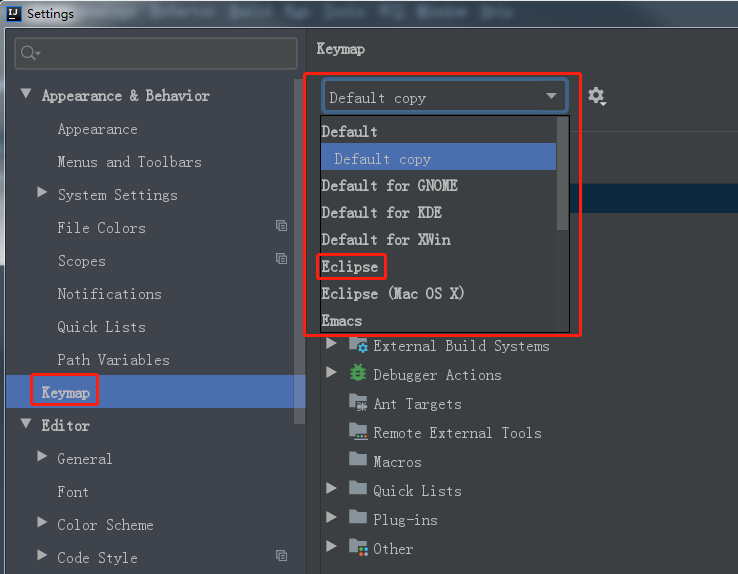 IJ Settings
Appearance & Behavior
Appearance
Menus and Toolbars
System Settings
File Colors
Scopes
Notifications
Quick Lists
Path Variables
Keymap
Editor
General
Font
Color Scheme
Code Style
Keymap
Default copy
Default
Default copy
Default for GNOME
Default for KDE
Default for XWin
Eclipse
Eclipse (Mac OS X)
Emacs
External Build Systems
Debugger Actions
Ant Targets
Remote External Tools
Macros
Quick Lists
Plug-ins
Other